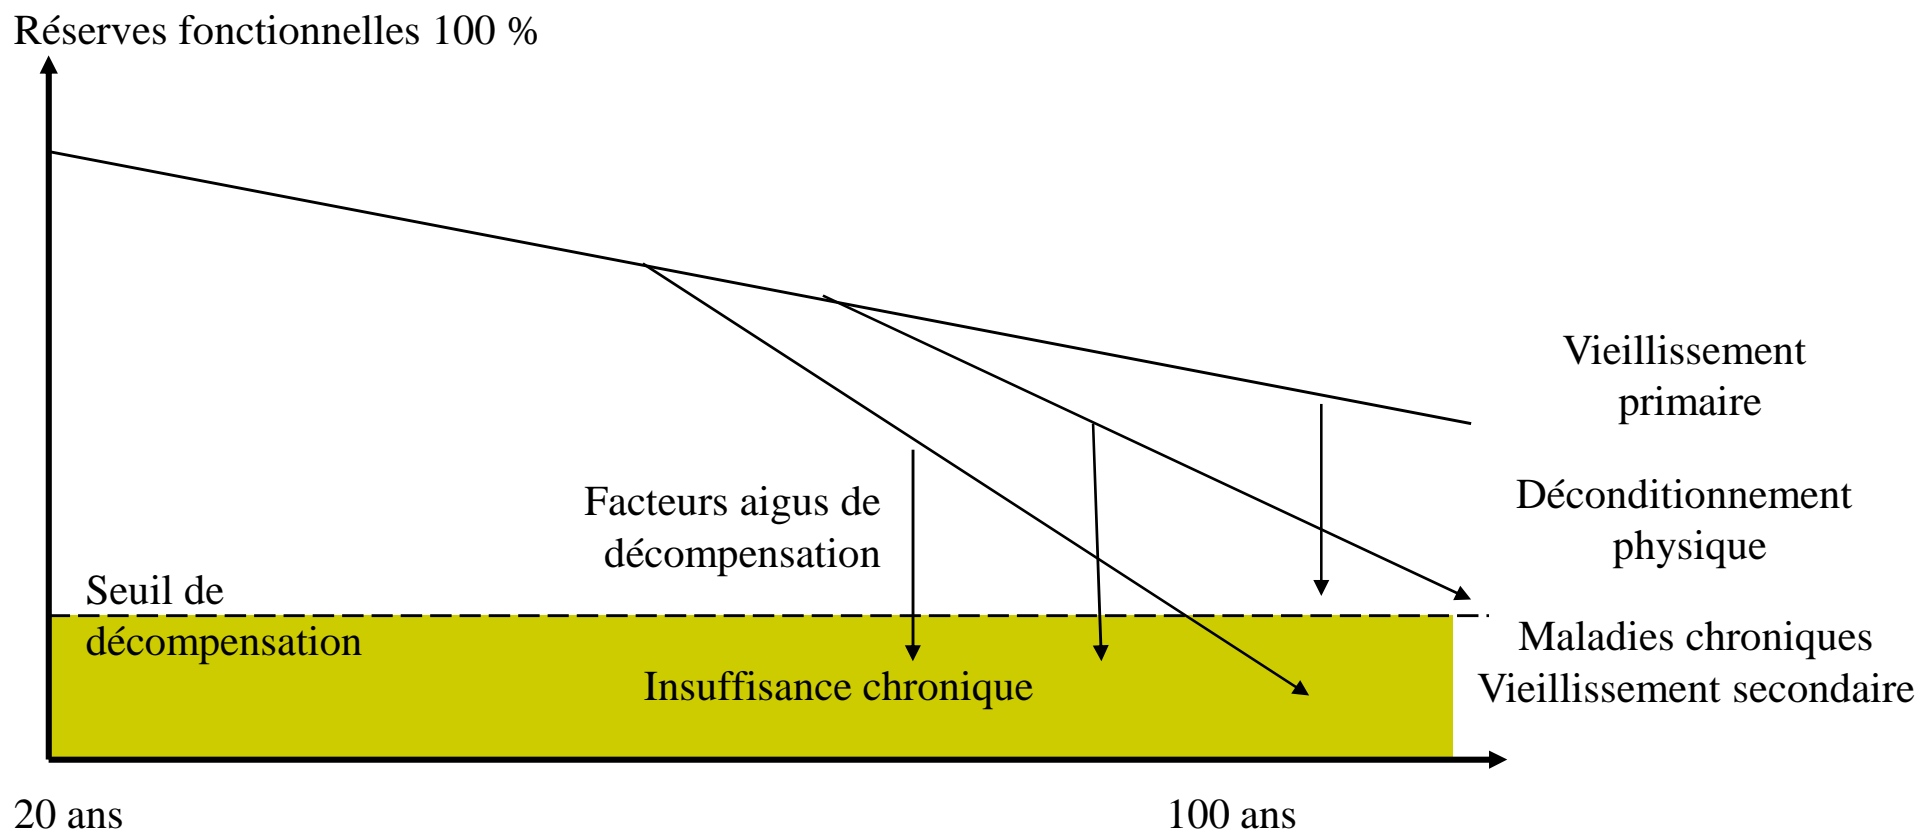 Réserves fonctionnelles 100 %
Vieillissement
primaire
Facteurs aigus de
décompensation
Déconditionnement
physique
Seuil de
décompensation
Insuffisance chronique
Maladies chroniques
Vieillissement secondaire
20 ans
100 ans